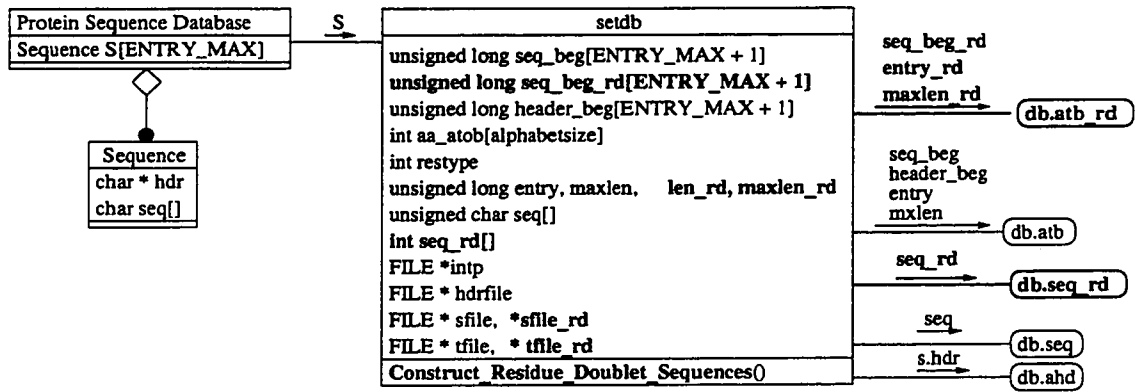 Protein Sequence Database
Sequence S[ENTRY_MAX]
Sequence
char * hdr
char seq[]
S
setdb
unsigned long seq_beg[ENTRY_MAX + 1]
unsigned long seq_beg_rd[ENTRY_MAX + 1]
unsigned long header_beg[ENTRY_MAX + 1]
int aa_atob[alphabetsize]
int restype
unsigned long entry, maxlen, len_rd, maxlen_rd
unsigned char seq[]
int seq_rd[]
FILE *intp
FILE * hdrfile
FILE * sfile, *sfile_rd
FILE * tfile, * tfile_rd
Construct_Residue_Doublet_Sequences()
seq_beg_rd
entry_rd
maxlen_rd
db.atb_rd
seq_beg
header_beg
entry
mxlen
db.atb
seq_rd
db.seq_rd
seq
db.seq
s.hdr
db.ahd